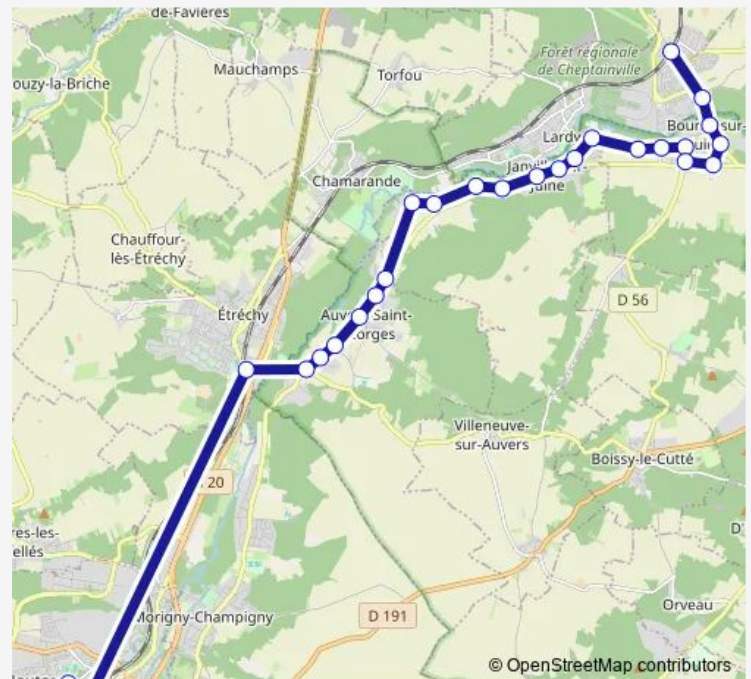 de-Favières
Forêt régionale
de Cheptainville
Mauchamps
Torfou
ouzy-la-Briche
Chamarande
Chauffour-
lès-Étréchy
D 56
Étréchy
Villeneuve-
sur-Auvers
Boissy-le-Cutté
20
Orveau
Morigny-Champigny
D 191
© OpenStreetMap contributors